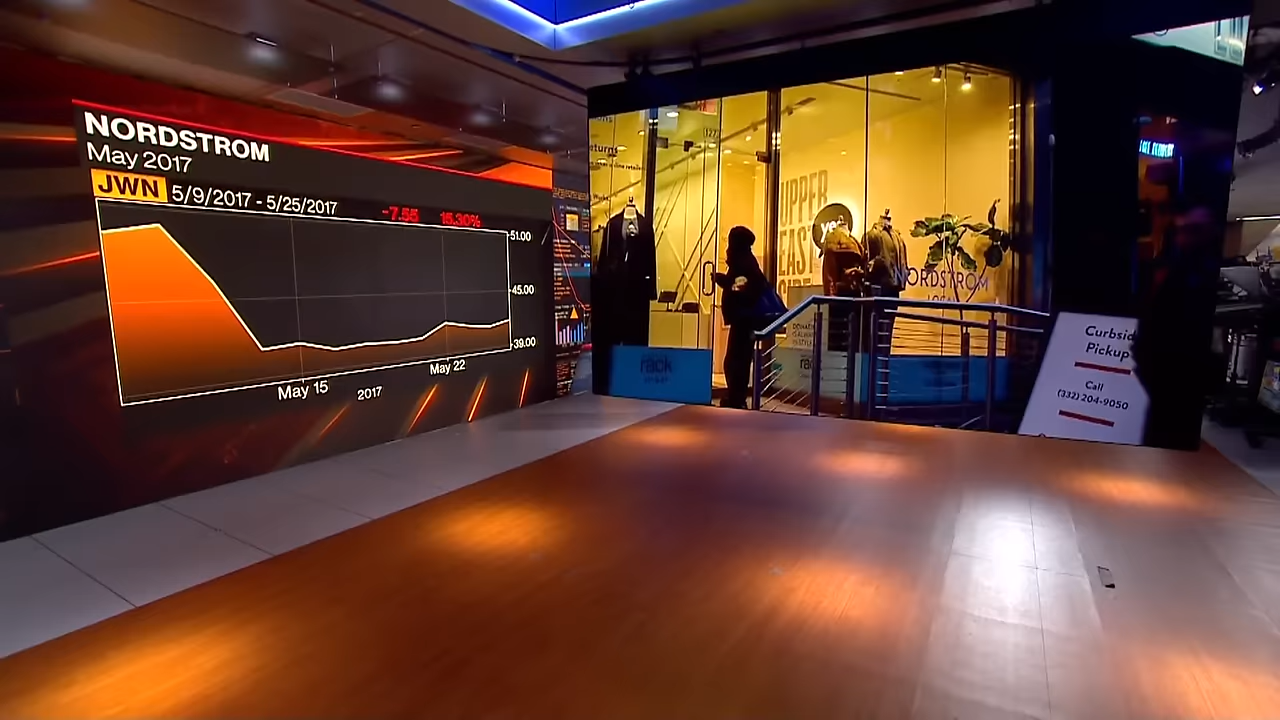 NORDSTROM
May 2017
JWN 5/9/2017 - 5/25/2017 -7.55 15.30%
51.00
45.00
39.00
May 15
2017
May 22
UPPER
EAST
yes
NORDSTROM
LOCAL
rack
Curbside
Pickup
Call
(332) 204-9050